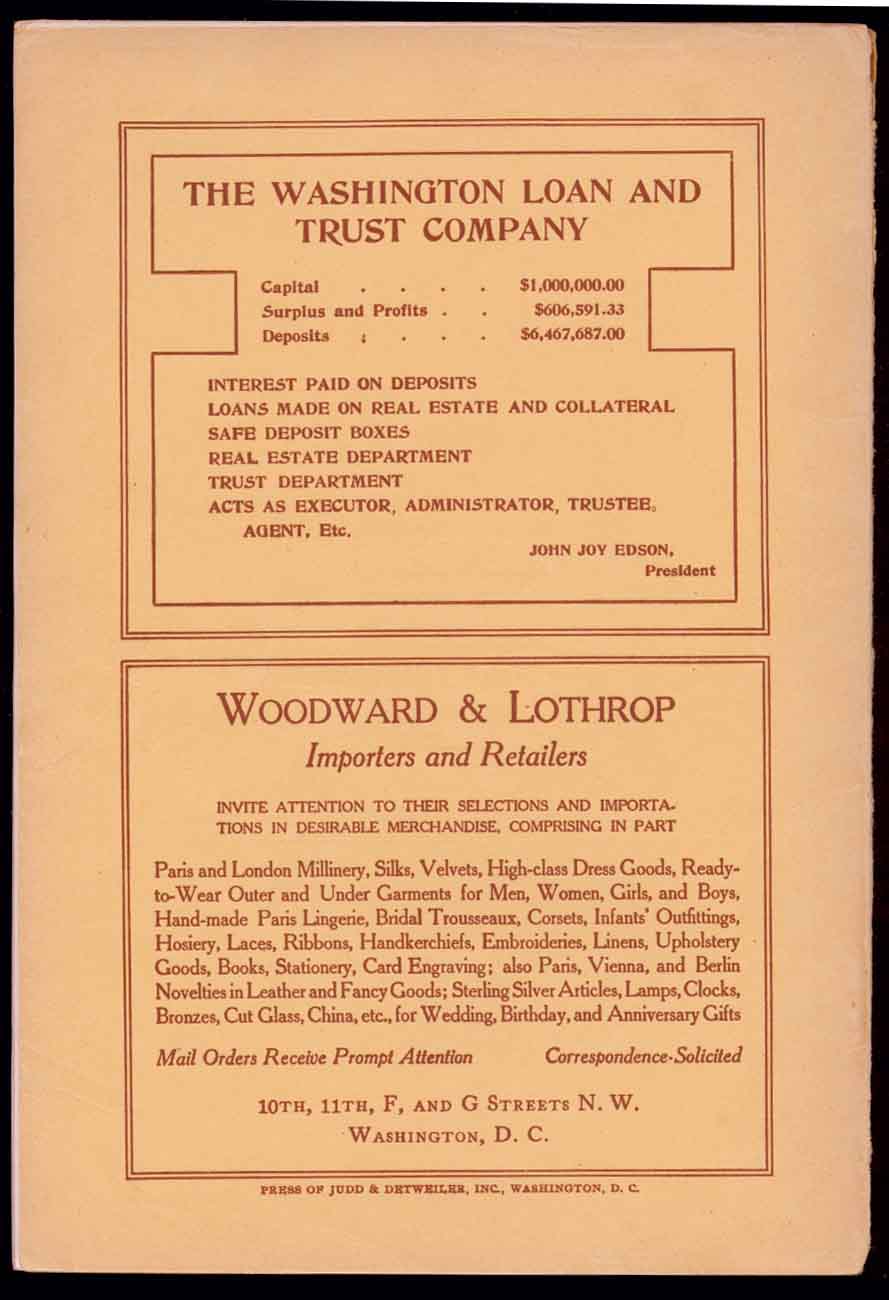 THE WASHINGTON LOAN AND
TRUST COMPANY
Capital . . . . $1,000,000.00
Surplus and Profits . . $606,591.33
Deposits ; . . . $6,467,687.00
INTEREST PAID ON DEPOSITS
LOANS MADE ON REAL ESTATE AND COLLATERAL
SAFE DEPOSIT BOXES
REAL ESTATE DEPARTMENT
TRUST DEPARTMENT
ACTS AS EXECUTOR, ADMINISTRATOR, TRUSTEE,
AGENT, Etc.
JOHN JOY EDSON,
President
WOODWARD & LOTHROP
Importers and Retailers
INVITE ATTENTION TO THEIR SELECTIONS AND IMPORTA-
TIONS IN DESIRABLE MERCHANDISE, COMPRISING IN PART
Paris and London Millinery, Silks, Velvets, High-class Dress Goods, Ready-
to-Wear Outer and Under Garments for Men, Women, Girls, and Boys,
Hand-made Paris Lingerie, Bridal Trousseaux, Corsets, Infants' Outfittings,
Hosiery, Laces, Ribbons, Handkerchiefs, Embroideries, Linens, Upholstery
Goods, Books, Stationery, Card Engraving; also Paris, Vienna, and Berlin
Novelties in Leather and Fancy Goods; Sterling Silver Articles, Lamps, Clocks,
Bronzes, Cut Glass, China, etc., for Wedding, Birthday, and Anniversary Gifts
Mail Orders Receive Prompt Attention Correspondence Solicited
10TH, 11TH, F, AND G STREETS N. W.
WASHINGTON, D. C.
PRESS OF JUDD & DETWEILER, INC., WASHINGTON, D. C.